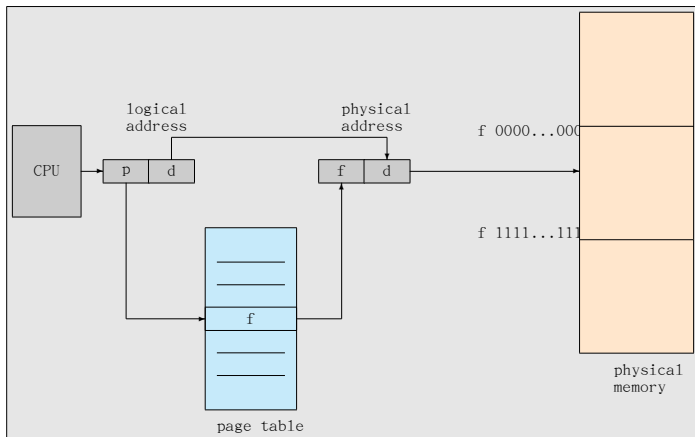 logical
address
physical
address
f 0000...000
CPU
p
d
f
d
f 1111...111
f
physical
memory
page table